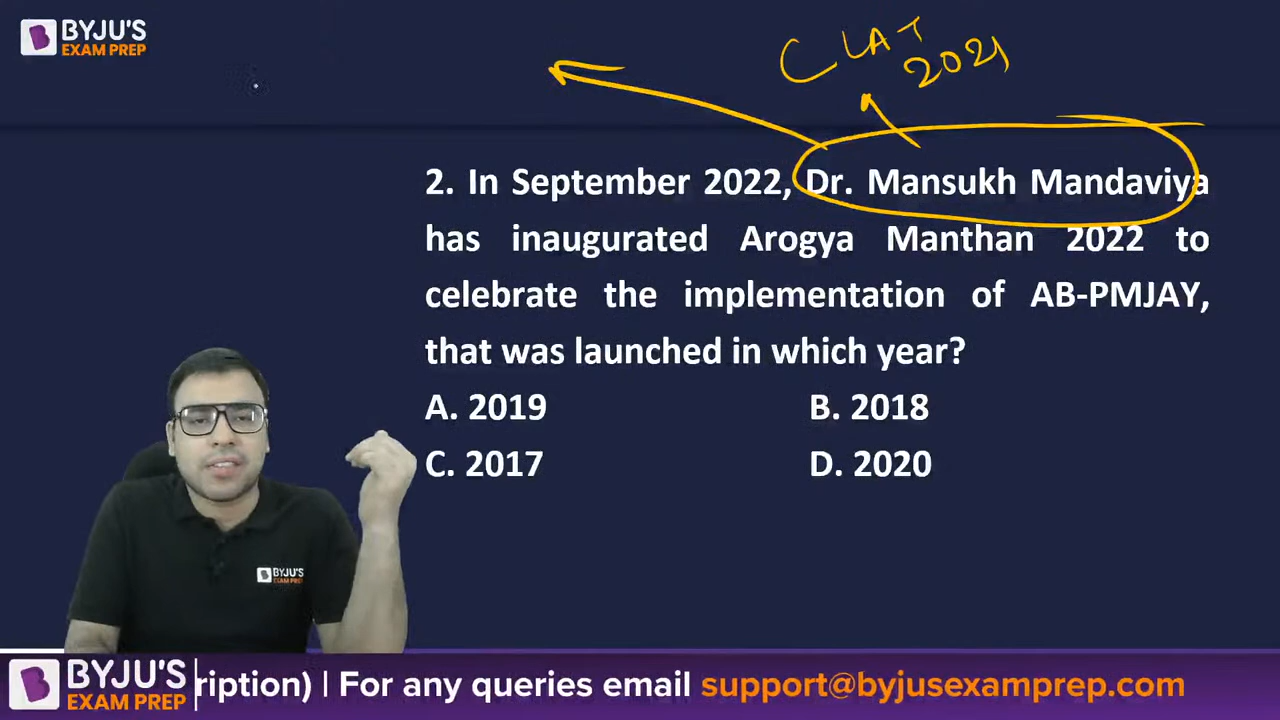 BYJU'S
EXAM PREP
CLAT
2021
2. In September 2022, Dr. Mansukh Mandaviya
has inaugurated Arogya Manthan 2022 to
celebrate the implementation of AB-PMJAY,
that was launched in which year?
A. 2019 B. 2018
C. 2017 D. 2020
BYJU'S
EXAM PREP
BYJU'S
EXAM PREP
ription) | For any queries email support@byjusexamprep.com